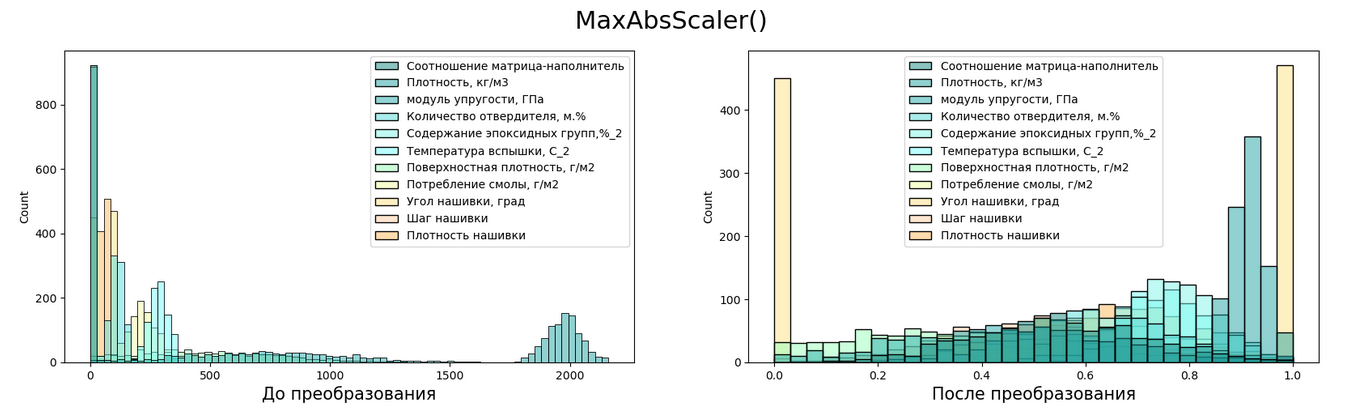 MaxAbsScaler()
Count
800
600
400
200
0
0
500
1000
1500
2000
До преобразования
Соотношение матрица-наполнитель
Плотность, кг/м3
модуль упругости, ГПа
Количество отвердителя, м.%
Содержание эпоксидных групп,%_2
Температура вспышки, С_2
Поверхностная плотность, г/м2
Потребление смолы, г/м2
Угол нашивки, град
Шаг нашивки
Плотность нашивки
Count
400
300
200
100
0
0.0
0.2
0.4
0.6
0.8
1.0
После преобразования
Соотношение матрица-наполнитель
Плотность, кг/м3
модуль упругости, ГПа
Количество отвердителя, м.%
Содержание эпоксидных групп,%_2
Температура вспышки, С_2
Поверхностная плотность, г/м2
Потребление смолы, г/м2
Угол нашивки, град
Шаг нашивки
Плотность нашивки